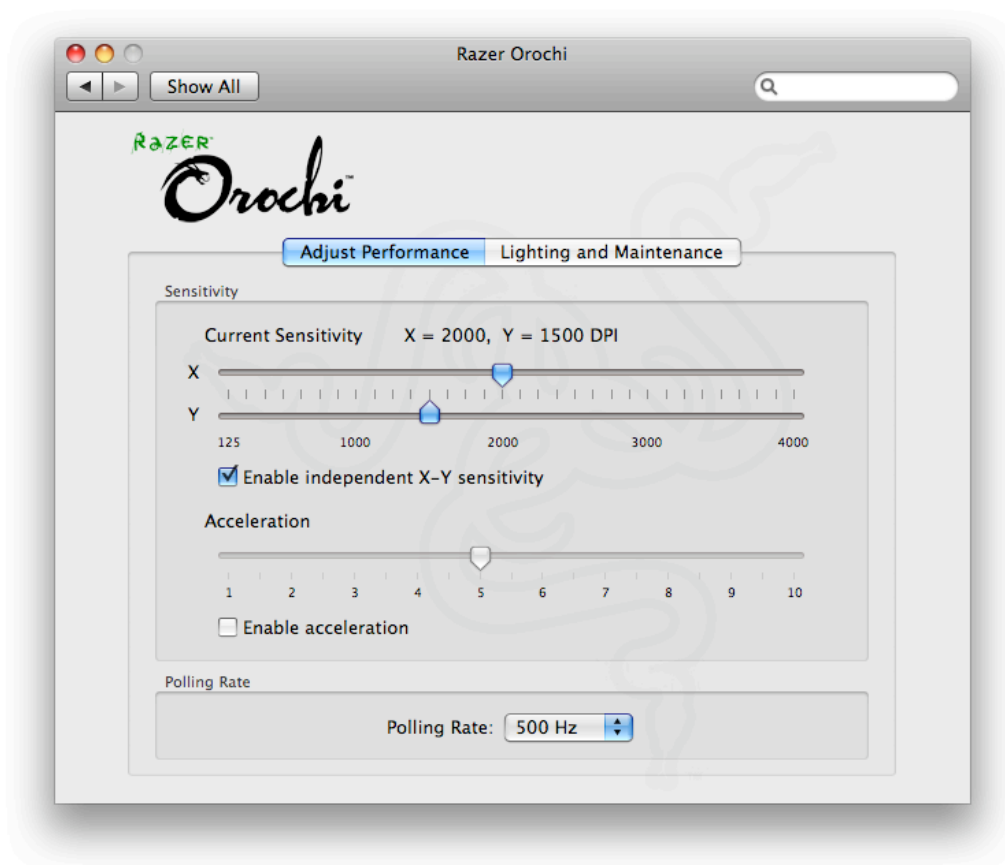 Razer Orochi
Show All
RAZER™
Orochi™
Adjust Performance Lighting and Maintenance
Sensitivity
Current Sensitivity X = 2000, Y = 1500 DPI
X
Y
125 1000 2000 3000 4000
Enable independent X-Y sensitivity
Acceleration
1 2 3 4 5 6 7 8 9 10
Enable acceleration
Polling Rate
Polling Rate: 500 Hz